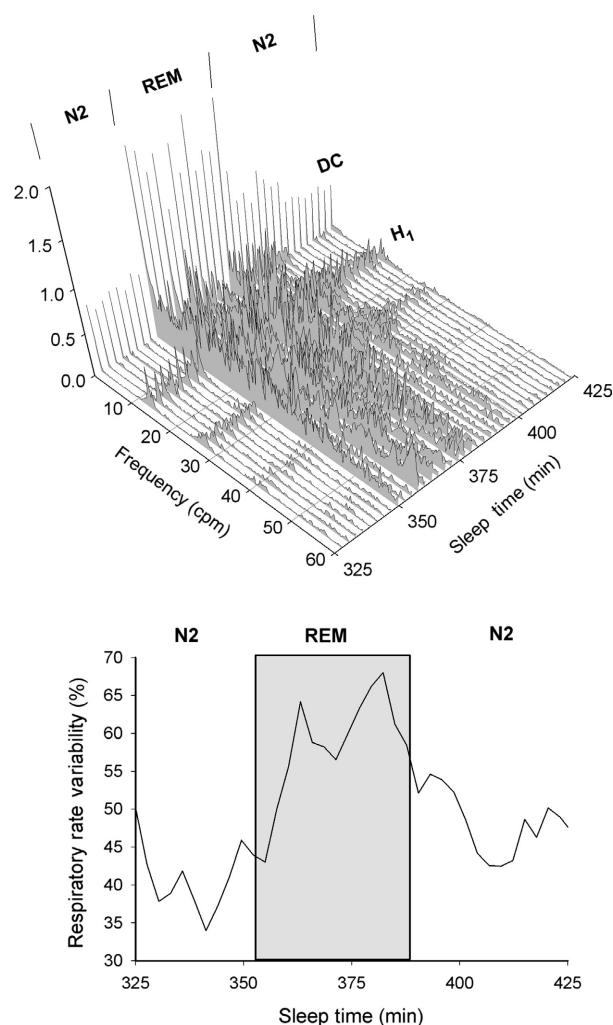 N2
REM
N2
DC
H1
2.0
1.5
1.0
0.5
0.0
10
20
30
40
50
60
Frequency (cpm)
325
350
375
400
425
Sleep time (min)
N2 REM N2
70
65
60
55
50
45
40
35
30
Respiratory rate variability (%)
325 350 375 400 425
Sleep time (min)